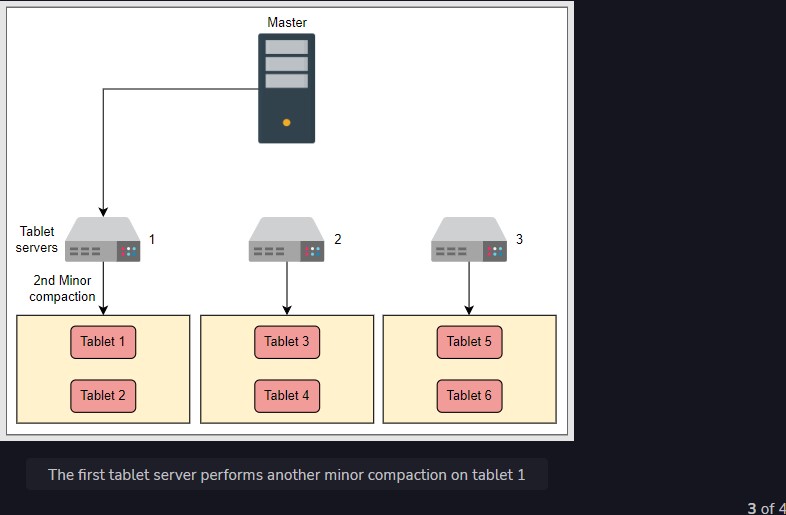 Master
Tablet
servers
1
2
3
2nd Minor
compaction
Tablet 1
Tablet 3
Tablet 5
Tablet 2
Tablet 4
Tablet 6
The first tablet server performs another minor compaction on tablet 1
3 of 4